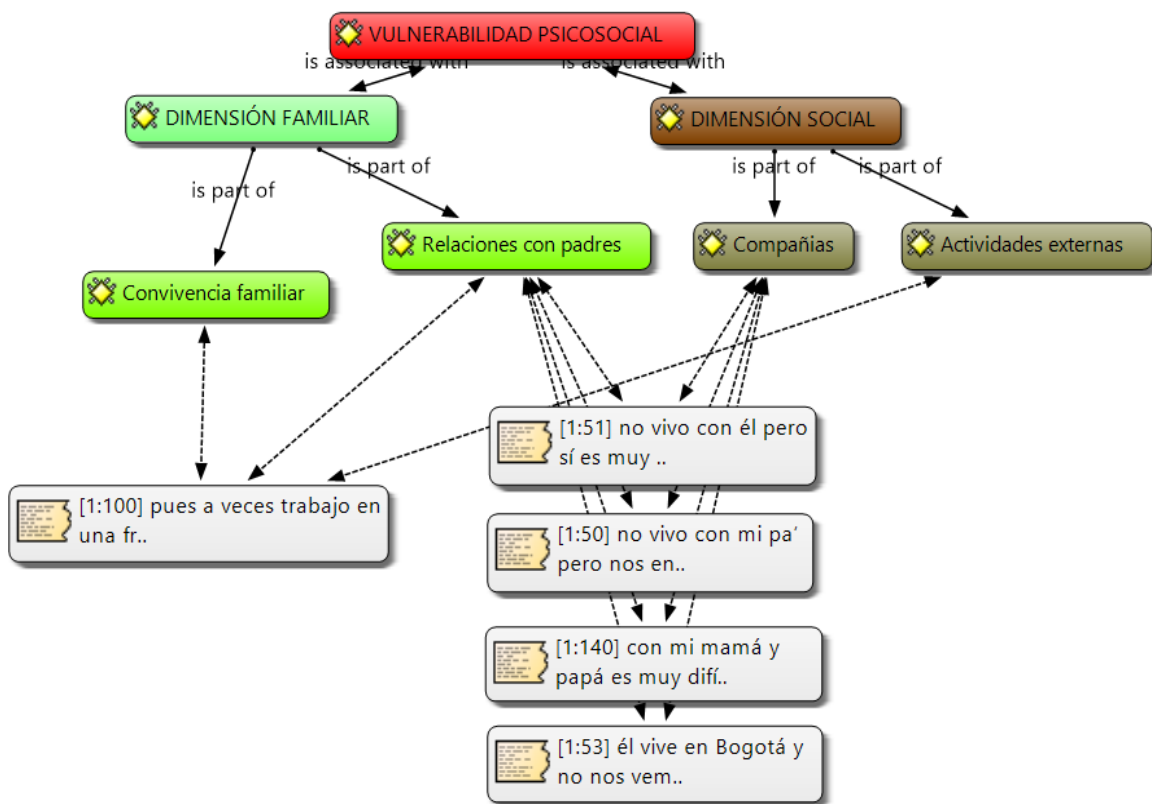 VULNERABILIDAD PSICOSOCIAL
is associated with
is associated with
DIMENSIÓN FAMILIAR
DIMENSIÓN SOCIAL
is part of
is part of
is part of
is part of
Relaciones con padres
Compañias
Actividades externas
Convivencia familiar
[1:51] no vivo con él pero
sí es muy ..
[1:100] pues a veces trabajo en
una fr..
[1:50] no vivo con mi pa’
pero nos en..
[1:140] con mi mamá y
papá es muy difí..
[1:53] él vive en Bogotá y
no nos vem..